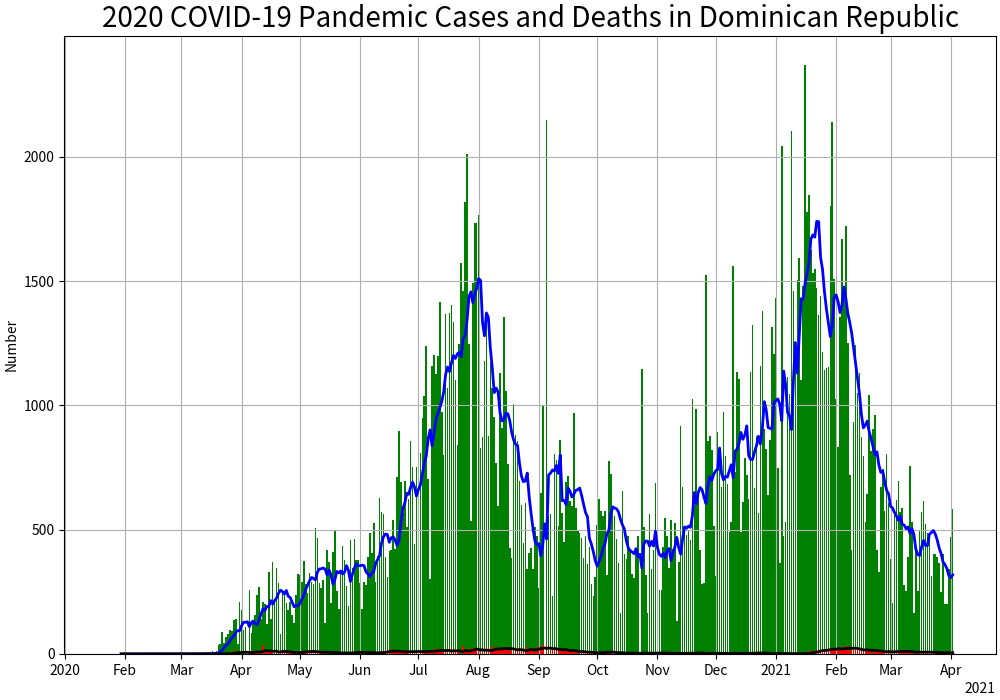 2020 COVID-19 Pandemic Cases and Deaths in Dominican Republic
Number
2000
1500
1000
500
0
2020 Feb Mar Apr May Jun Jul Aug Sep Oct Nov Dec 2021 Feb Mar Apr
2021